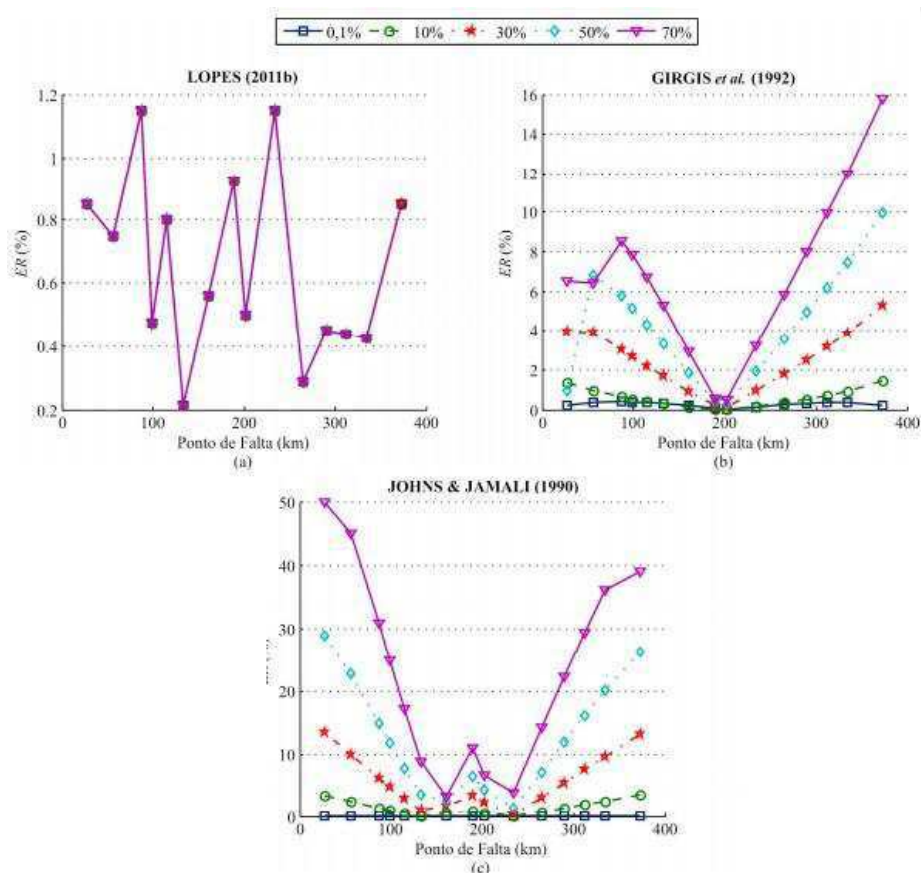 0,1% 10% 30% 50% 70%
LOPES (2011b)
1.2
1
0.8
0.6
0.4
0.2
ER (%)
0 100 200 300 400
Ponto de Falta (km)
(a)
GIRGIS et al. (1992)
16
14
12
10
8
6
4
2
0
ER (%)
0 100 200 300 400
Ponto de Falta (km)
(b)
JOHNS & JAMALI (1990)
50
40
30
20
10
0
0 100 200 300 400
Ponto de Falta (km)
(c)